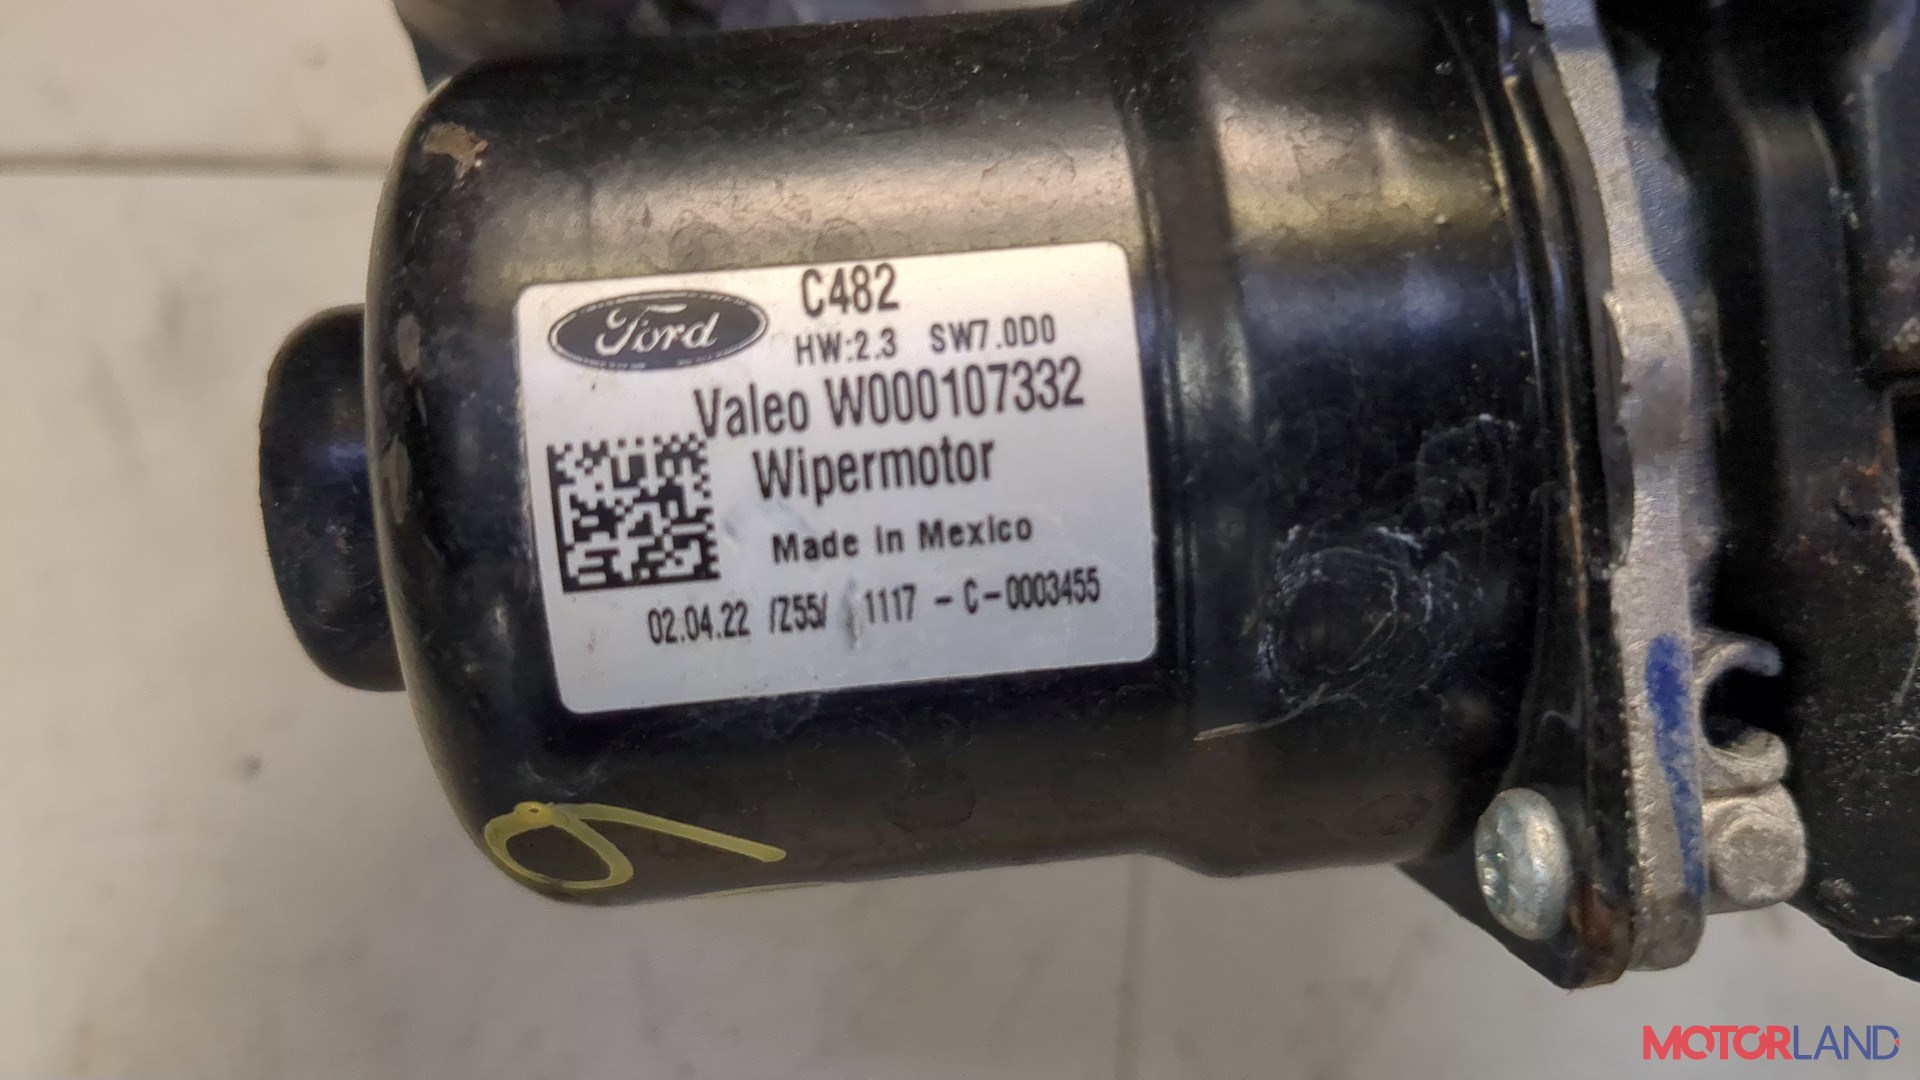 Ford
C482
HW:2.3 SW7.0D0
Valeo W000107332
Wipermotor
Made in Mexico
02.04.22 /Z55/ 1117 - C - 0003455
MOTORLAND